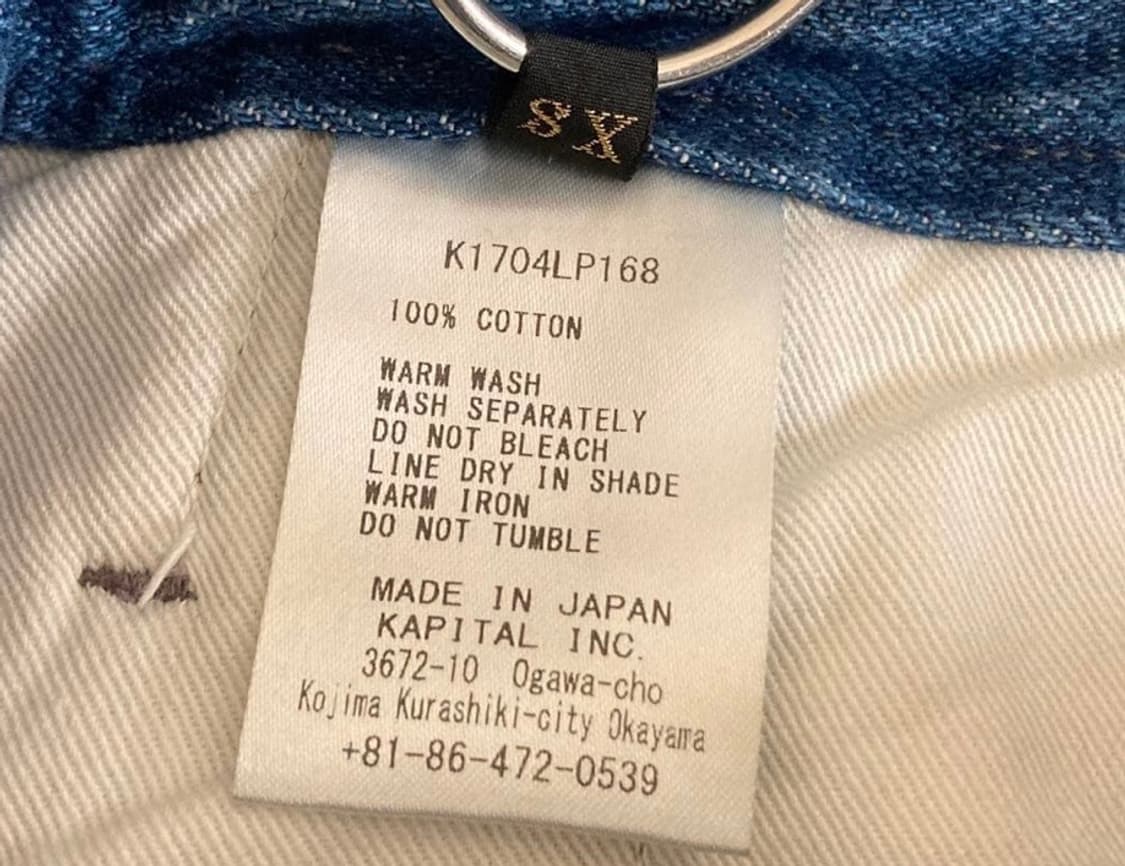 XS
K1704LP168
100% COTTON
WARM WASH
WASH SEPARATELY
DO NOT BLEACH
LINE DRY IN SHADE
WARM IRON
DO NOT TUMBLE
MADE IN JAPAN
KAPITAL INC.
3672-10 Ogawa-cho
Kojima Kurashiki-city Okayama
+81-86-472-0539